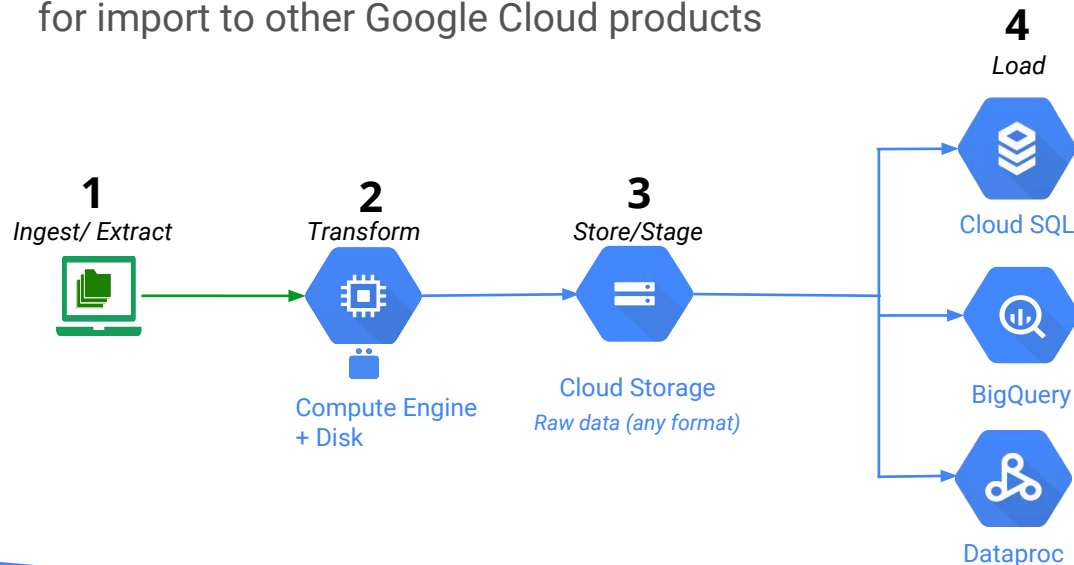 for import to other Google Cloud products
1
Ingest/ Extract
2
Transform
Compute Engine
+ Disk
3
Store/Stage
Cloud Storage
Raw data (any format)
4
Load
Cloud SQL
BigQuery
Dataproc